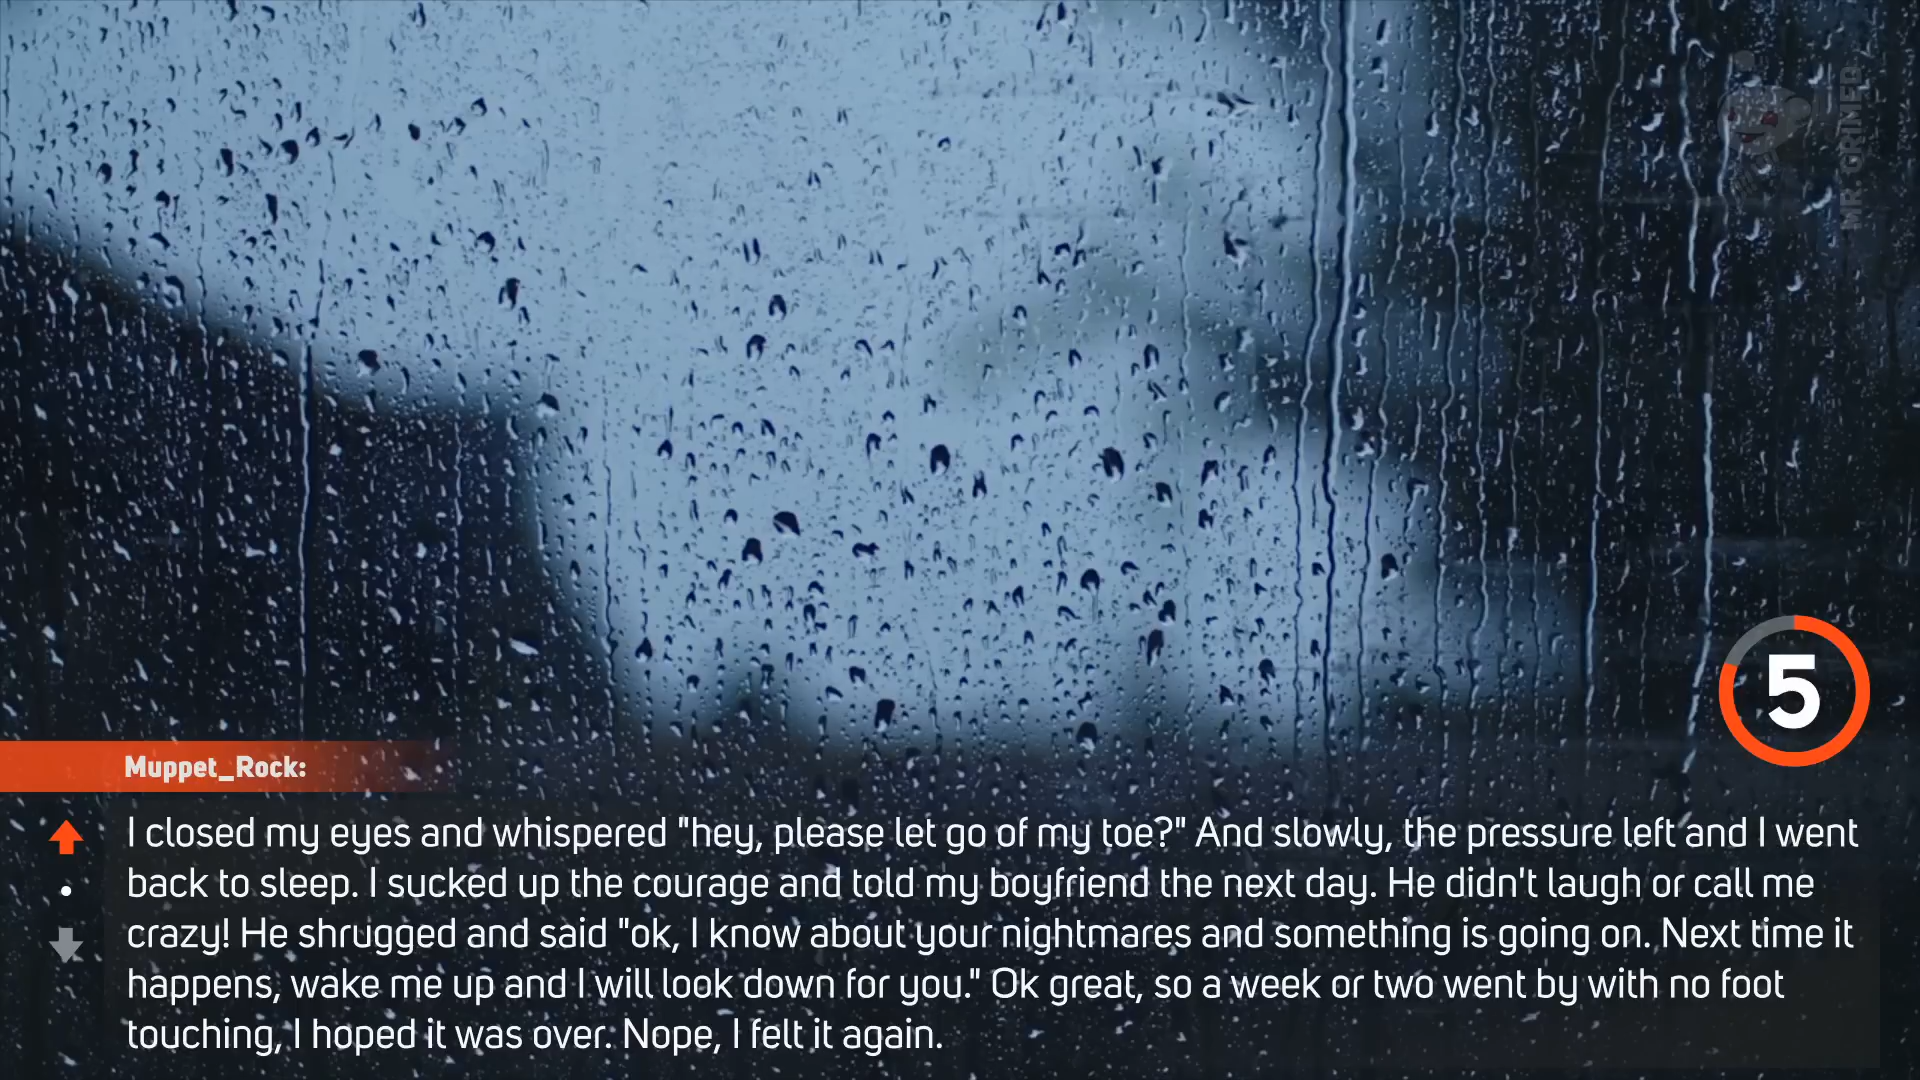 MR. GRIMED
5
Muppet_Rock:
I closed my eyes and whispered "hey, please let go of my toe?" And slowly, the pressure left and I went
back to sleep. I sucked up the courage and told my boyfriend the next day. He didn't laugh or call me
crazy! He shrugged and said "ok, I know about your nightmares and something is going on. Next time it
happens, wake me up and I will look down for you." Ok great, so a week or two went by with no foot
touching, I hoped it was over. Nope, I felt it again.